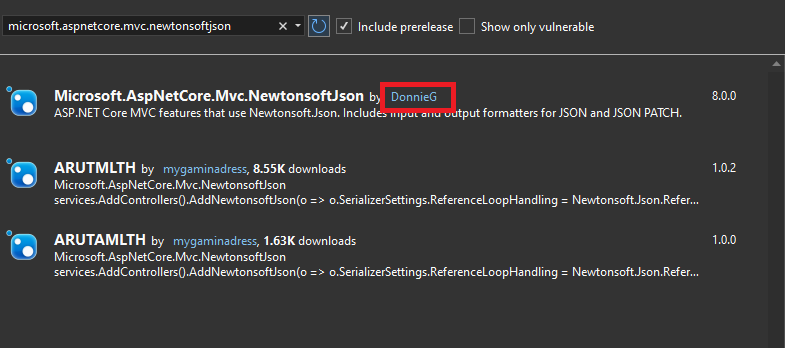 microsoft.aspnetcore.mvc.newtonsoftjson
Include prerelease
Show only vulnerable
Microsoft.AspNetCore.Mvc.NewtonsoftJson by DonnieG
8.0.0
ASP.NET Core MVC features that use Newtonsoft.Json. Includes input and output formatters for JSON and JSON PATCH.
ARUTMLTH by mygaminadress, 8.55K downloads
1.0.2
Microsoft.AspNetCore.Mvc.NewtonsoftJson
services.AddControllers().AddNewtonsoftJson(o => o.SerializerSettings.ReferenceLoopHandling = Newtonsoft.Json.Refer...
ARUTAMLTH by mygaminadress, 1.63K downloads
1.0.0
Microsoft.AspNetCore.Mvc.NewtonsoftJson
services.AddControllers().AddNewtonsoftJson(o => o.SerializerSettings.ReferenceLoopHandling = Newtonsoft.Json.Refer...